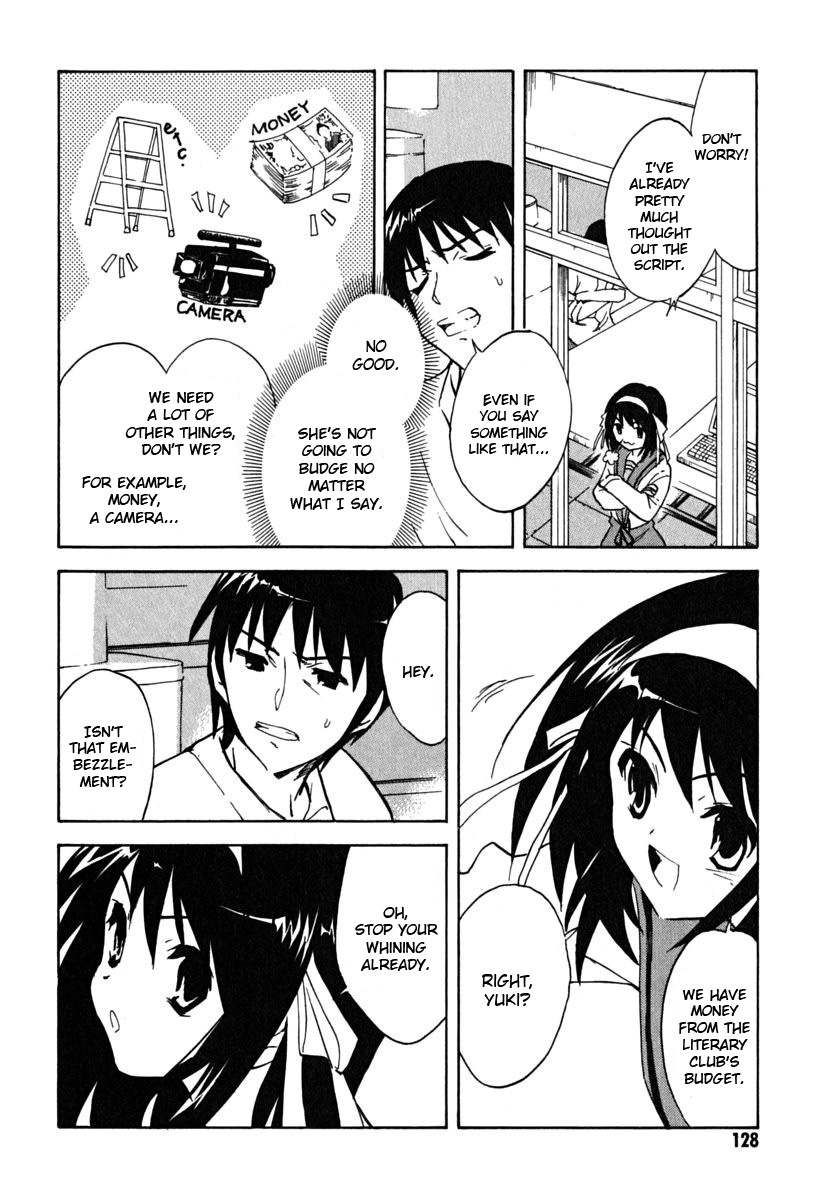 DON'T
WORRY!
I'VE
ALREADY
PRETTY
MUCH
THOUGHT
OUT THE
SCRIPT.
EVEN IF
YOU SAY
SOMETHING
LIKE THAT...
NO
GOOD.
SHE'S NOT
GOING TO
BUDGE NO
MATTER
WHAT I SAY.
MONEY
etc.
CAMERA
WE NEED
A LOT OF
OTHER THINGS,
DON'T WE?
FOR EXAMPLE,
MONEY,
A CAMERA...
WE HAVE
MONEY
FROM THE
LITERARY
CLUB'S
BUDGET.
RIGHT,
YUKI?
HEY.
ISN'T
THAT EM-
BEZZLE-
MENT?
OH,
STOP YOUR
WHINING
ALREADY.
128